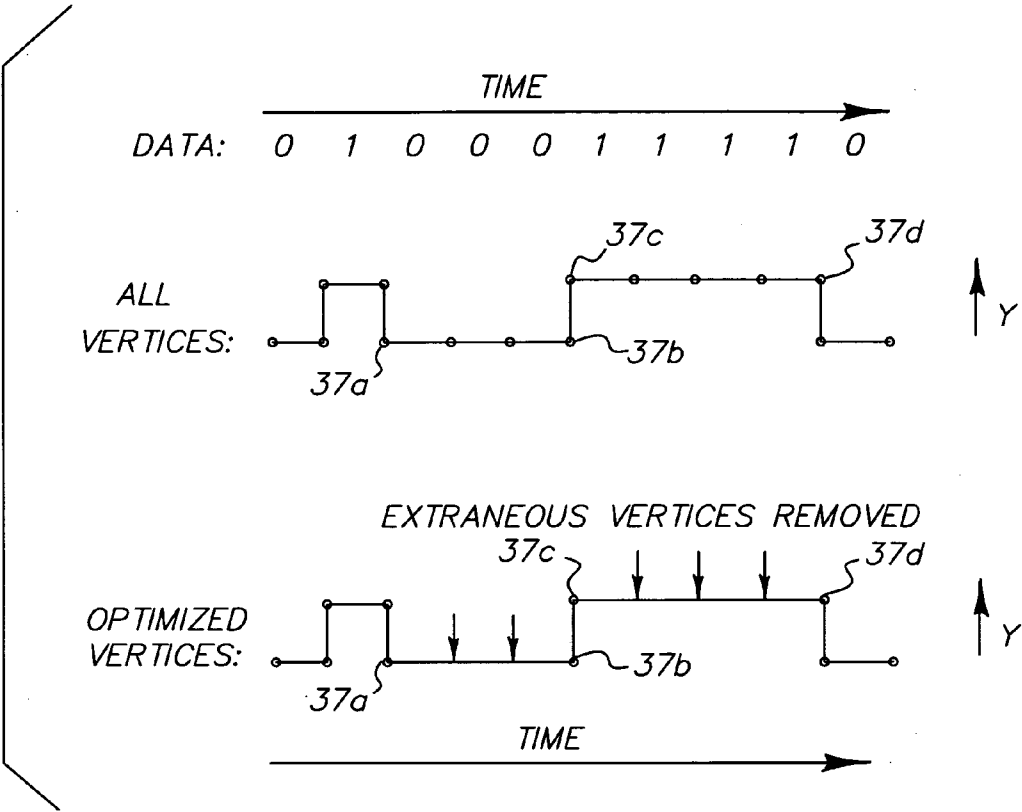 TIME
DATA: 0 1 0 0 0 1 1 1 1 0
37c
37d
ALL
VERTICES:
Y
37a
37b
EXTRANEOUS VERTICES REMOVED
37c
37d
OPTIMIZED
VERTICES:
Y
37a
37b
TIME